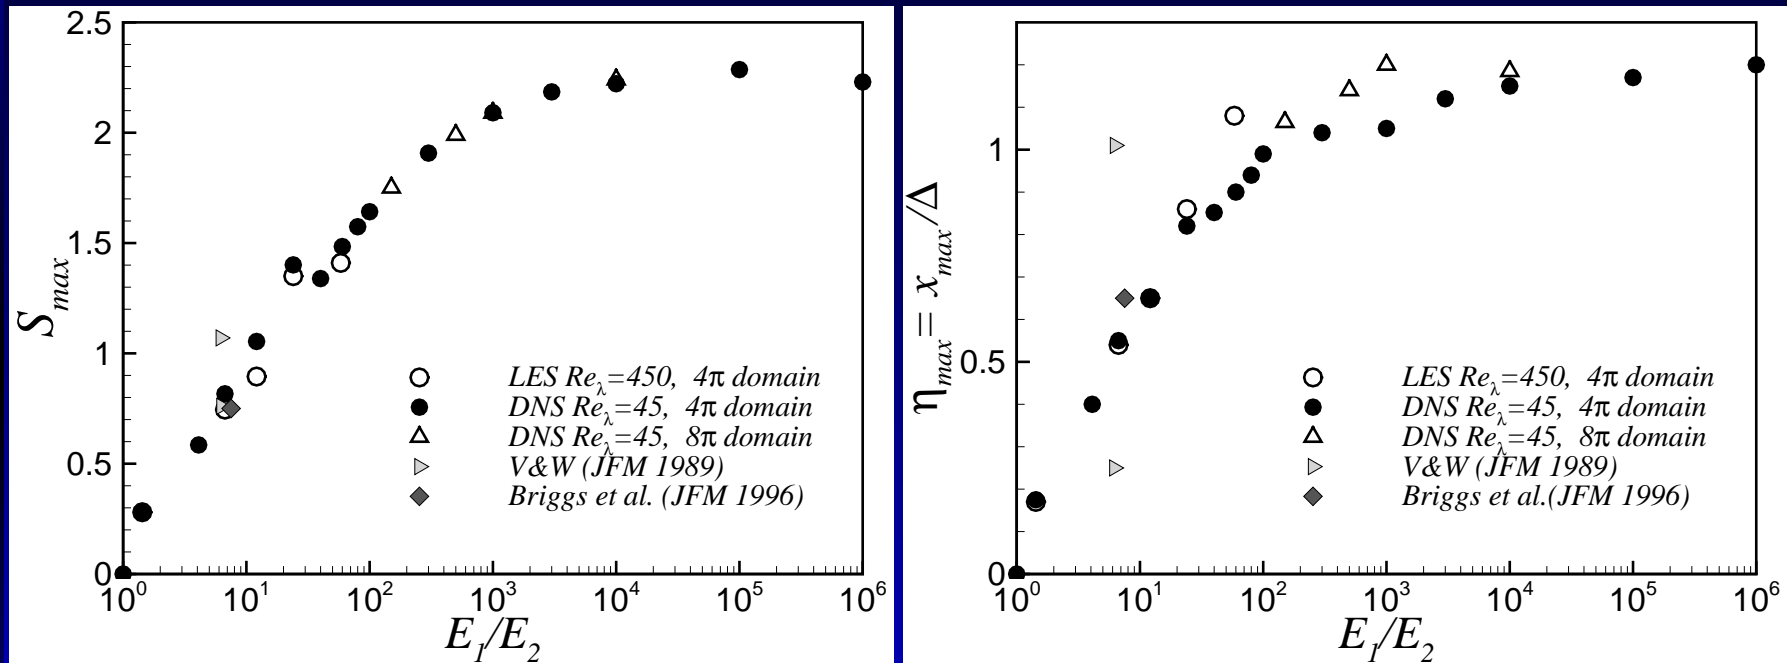 2.5
2
1.5
1
0.5
0
S_max
10^0 10^1 10^2 10^3 10^4 10^5 10^6
E_1/E_2
LES Re_λ=450, 4π domain
DNS Re_λ=45, 4π domain
DNS Re_λ=45, 8π domain
V&W (JFM 1989)
Briggs et al. (JFM 1996)
1
0.5
0
η_max = x_max/Δ
10^0 10^1 10^2 10^3 10^4 10^5 10^6
E_1/E_2
LES Re_λ=450, 4π domain
DNS Re_λ=45, 4π domain
DNS Re_λ=45, 8π domain
V&W (JFM 1989)
Briggs et al.(JFM 1996)